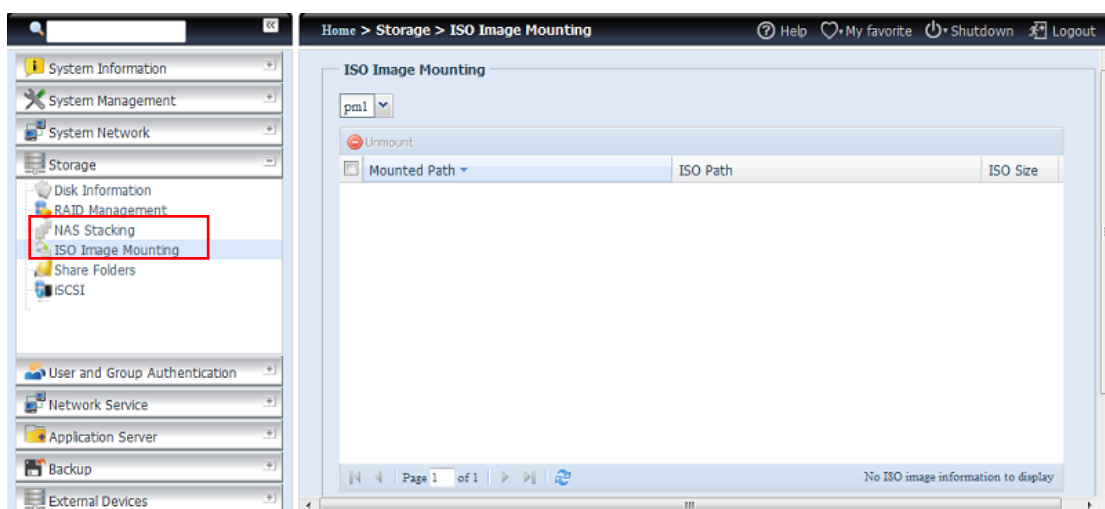 Home > Storage > ISO Image Mounting
Help My favorite Shutdown Logout
System Information
System Management
System Network
Storage
Disk Information
RAID Management
NAS Stacking
ISO Image Mounting
Share Folders
iSCSI
User and Group Authentication
Network Service
Application Server
Backup
External Devices
ISO Image Mounting
pm1
Unmount
Mounted Path ISO Path ISO Size
Page 1 of 1
No ISO image information to display